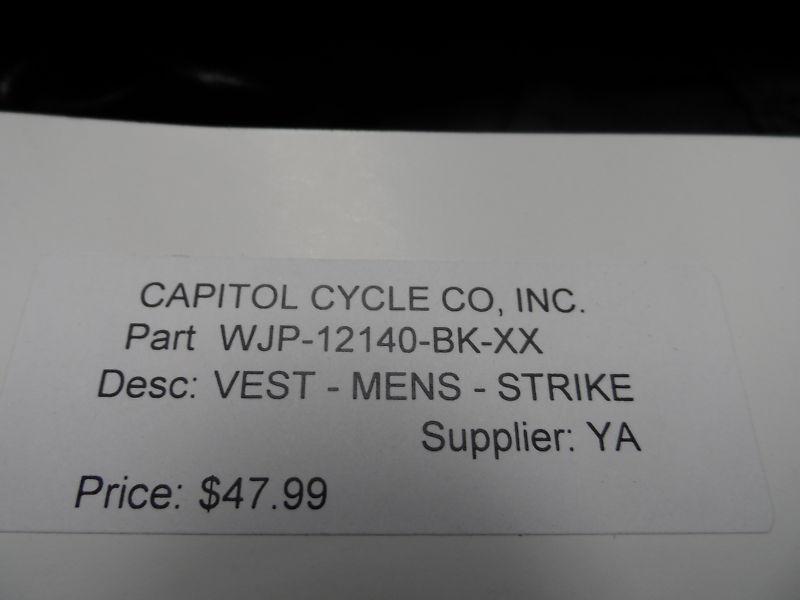 CAPITOL CYCLE CO, INC.
Part WJP-12140-BK-XX
Desc: VEST - MENS - STRIKE
Supplier: YA
Price: $47.99